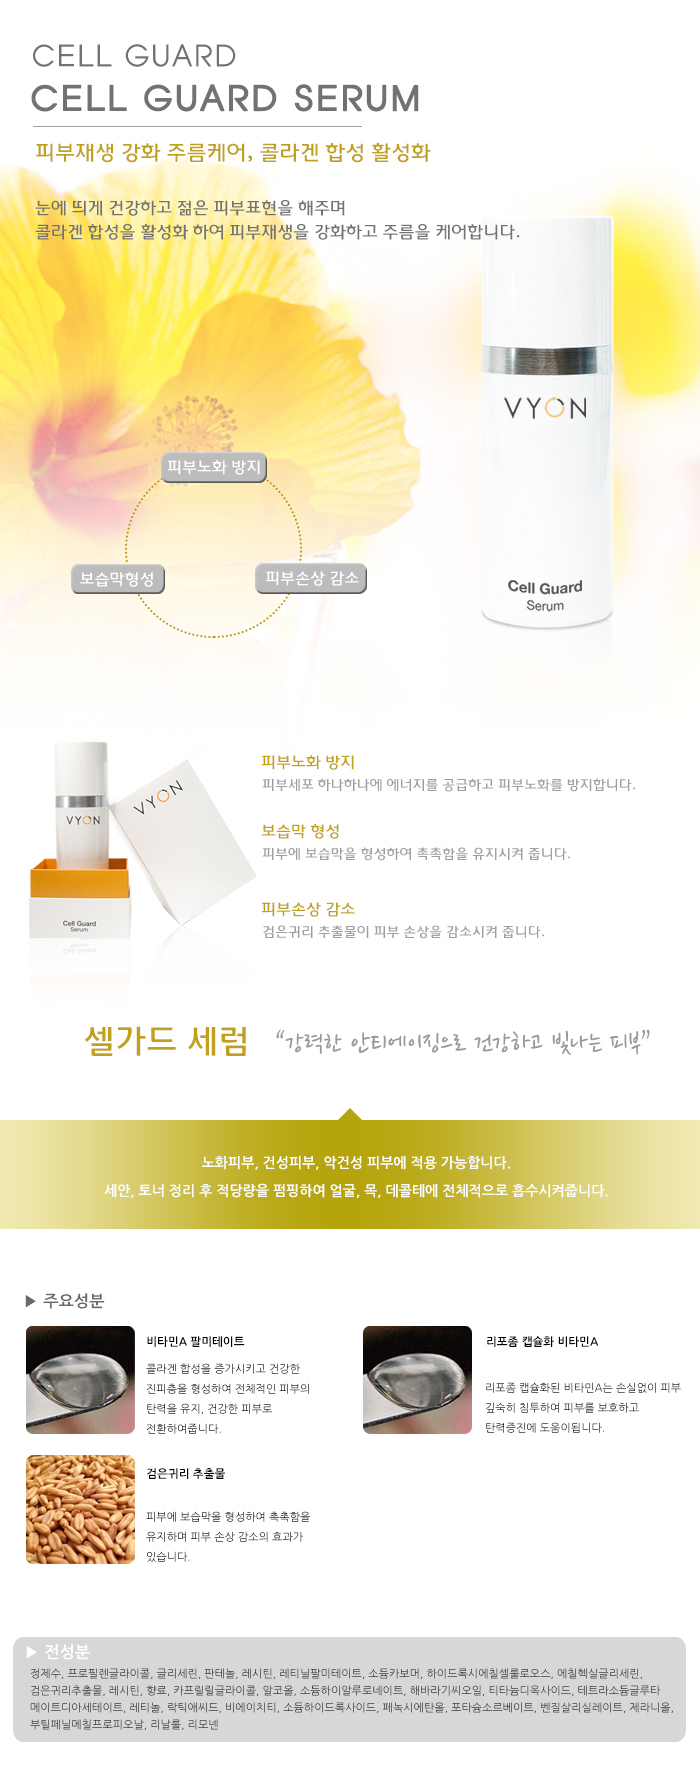 CELL GUARD
CELL GUARD SERUM
피부재생 강화 주름케어, 콜라겐 합성 활성화
눈에 띄게 건강하고 젊은 피부표현을 해주며
콜라겐 합성을 활성화 하여 피부재생을 강화하고 주름을 케어합니다.
VYON
피부노화 방지
보습막형성
피부손상 감소
Cell Guard
Serum
피부노화 방지
피부세포 하나하나에 에너지를 공급하고 피부노화를 방지합니다.
VYON
VYON
보습막 형성
피부에 보습막을 형성하여 촉촉함을 유지시켜 줍니다.
피부손상 감소
검은귀리 추출물이 피부 손상을 감소시켜 줍니다.
Cell Guard
Serum
셀가드 세럼 “강력한 안티에이징으로 건강하고 빛나는 피부”
노화피부, 건성피부, 악건성 피부에 적용 가능합니다.
세안, 토너 정리 후 적당량을 펌핑하여 얼굴, 목, 데콜테에 전체적으로 흡수시켜줍니다.
▶ 주요성분
비타민A 팔미테이트
콜라겐 합성을 증가시키고 건강한
진피층을 형성하여 전체적인 피부의
탄력을 유지, 건강한 피부로
전환하여줍니다.
리포좀 캡슐화 비타민A
리포좀 캡슐화된 비타민A는 손실없이 피부
깊숙히 침투하여 피부를 보호하고
탄력증진에 도움이됩니다.
검은귀리 추출물
피부에 보습막을 형성하여 촉촉함을
유지하며 피부 손상 감소의 효과가
있습니다.
▶ 전성분
정제수, 프로필렌글라이콜, 글리세린, 판테놀, 레시틴, 레티닐팔미테이트, 소듐카보머, 하이드록시에칠셀룰로오스, 에칠헥실글리세린,
검은귀리추출물, 레시틴, 향료, 카프릴릴글라이콜, 알코올, 소듐하이알루로네이트, 해바라기씨오일, 티타늄디옥사이드, 테트라소듐글루타
메이트디아세테이트, 레티놀, 락틱애씨드, 비에이치티, 소듐하이드록사이드, 페녹시에탄올, 포타슘소르베이트, 벤질살리실레이트, 제라니올,
부틸페닐메칠프로피오날, 리날룰, 리모넨